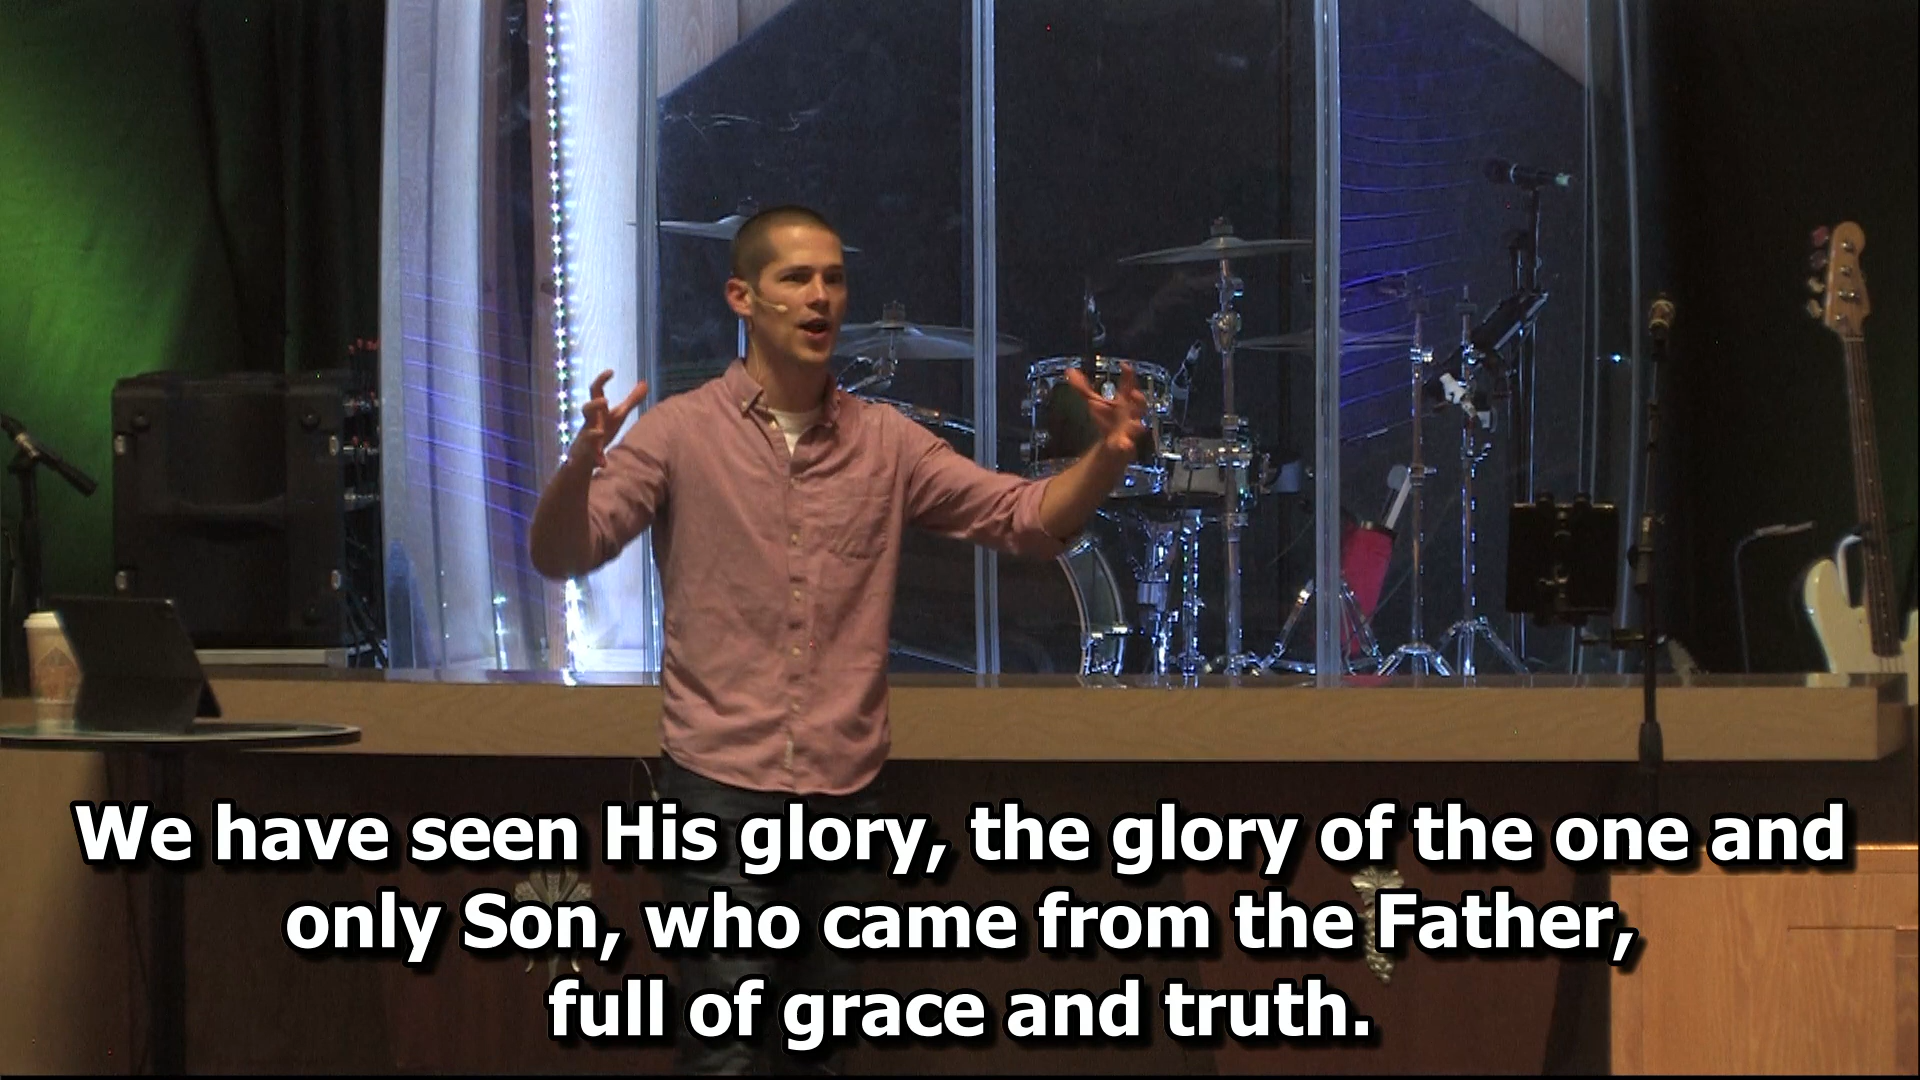 We have seen His glory, the glory of the one and
only Son, who came from the Father,
full of grace and truth.